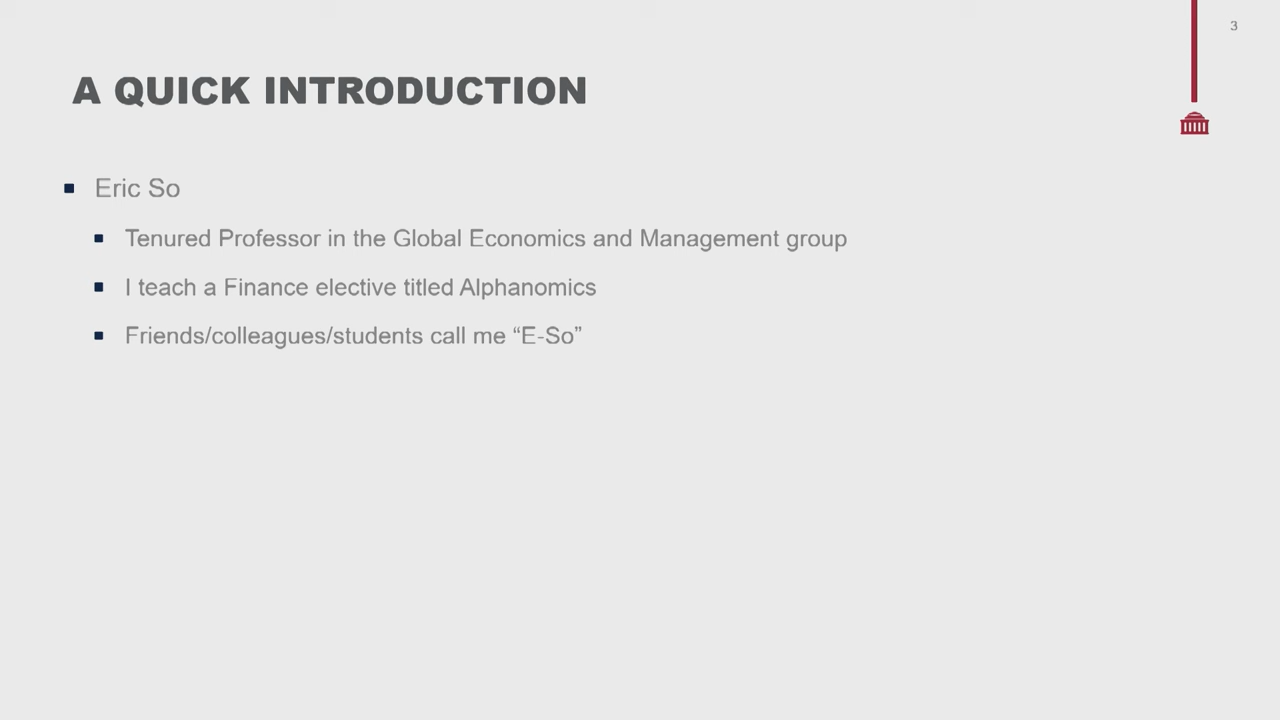 3
A QUICK INTRODUCTION
Eric So
Tenured Professor in the Global Economics and Management group
I teach a Finance elective titled Alphanomics
Friends/colleagues/students call me “E-So”